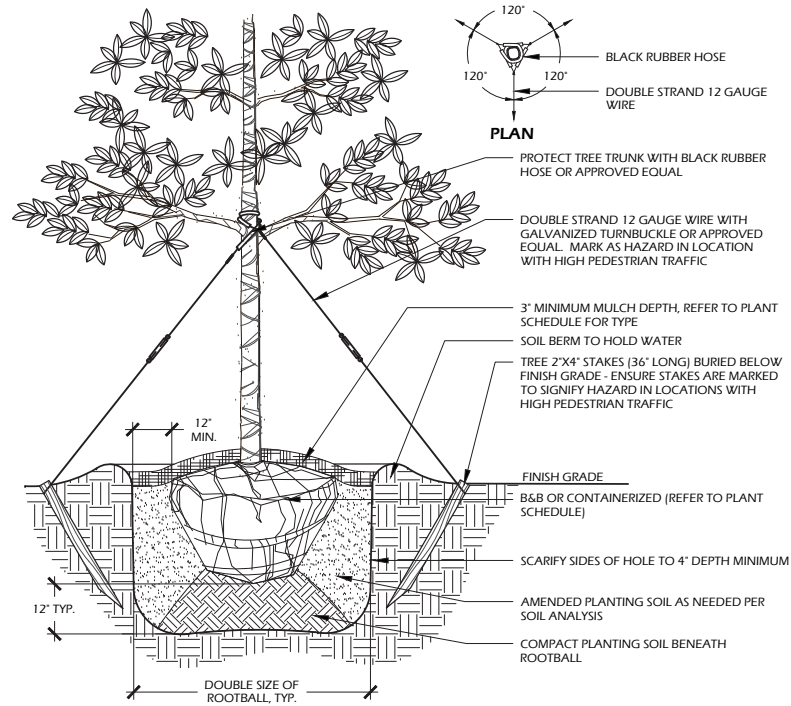 120°
120°
120°
BLACK RUBBER HOSE
DOUBLE STRAND 12 GAUGE
WIRE
PLAN
PROTECT TREE TRUNK WITH BLACK RUBBER
HOSE OR APPROVED EQUAL
DOUBLE STRAND 12 GAUGE WIRE WITH
GALVANIZED TURNBUCKLE OR APPROVED
EQUAL. MARK AS HAZARD IN LOCATION
WITH HIGH PEDESTRIAN TRAFFIC
3" MINIMUM MULCH DEPTH, REFER TO PLANT
SCHEDULE FOR TYPE
SOIL BERM TO HOLD WATER
TREE 2"X4" STAKES (36" LONG) BURIED BELOW
FINISH GRADE - ENSURE STAKES ARE MARKED
TO SIGNIFY HAZARD IN LOCATIONS WITH
HIGH PEDESTRIAN TRAFFIC
12"
MIN.
FINISH GRADE
B&B OR CONTAINERIZED (REFER TO PLANT
SCHEDULE)
SCARIFY SIDES OF HOLE TO 4" DEPTH MINIMUM
AMENDED PLANTING SOIL AS NEEDED PER
SOIL ANALYSIS
12" TYP.
COMPACT PLANTING SOIL BENEATH
ROOTBALL
DOUBLE SIZE OF
ROOTBALL, TYP.